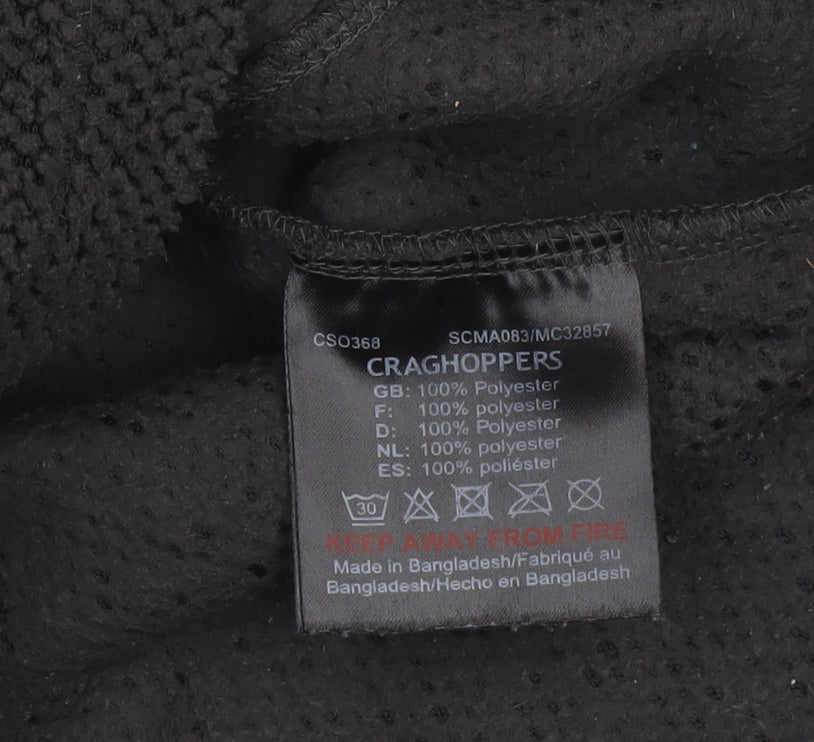 CSO368 SCMA083/MC32857
CRAGHOPPERS
GB: 100% Polyester
F: 100% polyester
D: 100% Polyester
NL: 100% polyester
ES: 100% poliéster
30
KEEP AWAY FROM FIRE
Made in Bangladesh/Fabriqué au
Bangladesh/Hecho en Bangladesh